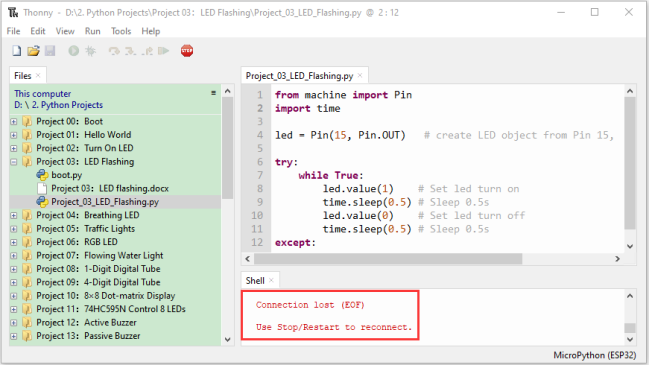 Thonny - D:\2. Python Projects\Project 03: LED Flashing\Project_03_LED_Flashing.py @ 2 : 12
File Edit View Run Tools Help
STOP
Files ×
This computer
D: \ 2. Python Projects
Project 00: Boot
Project 01: Hello World
Project 02: Turn On LED
Project 03: LED Flashing
boot.py
Project 03: LED flashing.docx
Project_03_LED_Flashing.py
Project 04: Breathing LED
Project 05: Traffic Lights
Project 06: RGB LED
Project 07: Flowing Water Light
Project 08: 1-Digit Digital Tube
Project 09: 4-Digit Digital Tube
Project 10: 8×8 Dot-matrix Display
Project 11: 74HC595N Control 8 LEDs
Project 12: Active Buzzer
Project 13: Passive Buzzer
Project_03_LED_Flashing.py ×
1 from machine import Pin
2 import time
3
4 led = Pin(15, Pin.OUT) # create LED object from Pin 15,
5
6 try:
7 while True:
8 led.value(1) # Set led turn on
9 time.sleep(0.5) # Sleep 0.5s
10 led.value(0) # Set led turn off
11 time.sleep(0.5) # Sleep 0.5s
12 except:
Shell ×
Connection lost (EOF)
Use Stop/Restart to reconnect.
MicroPython (ESP32)